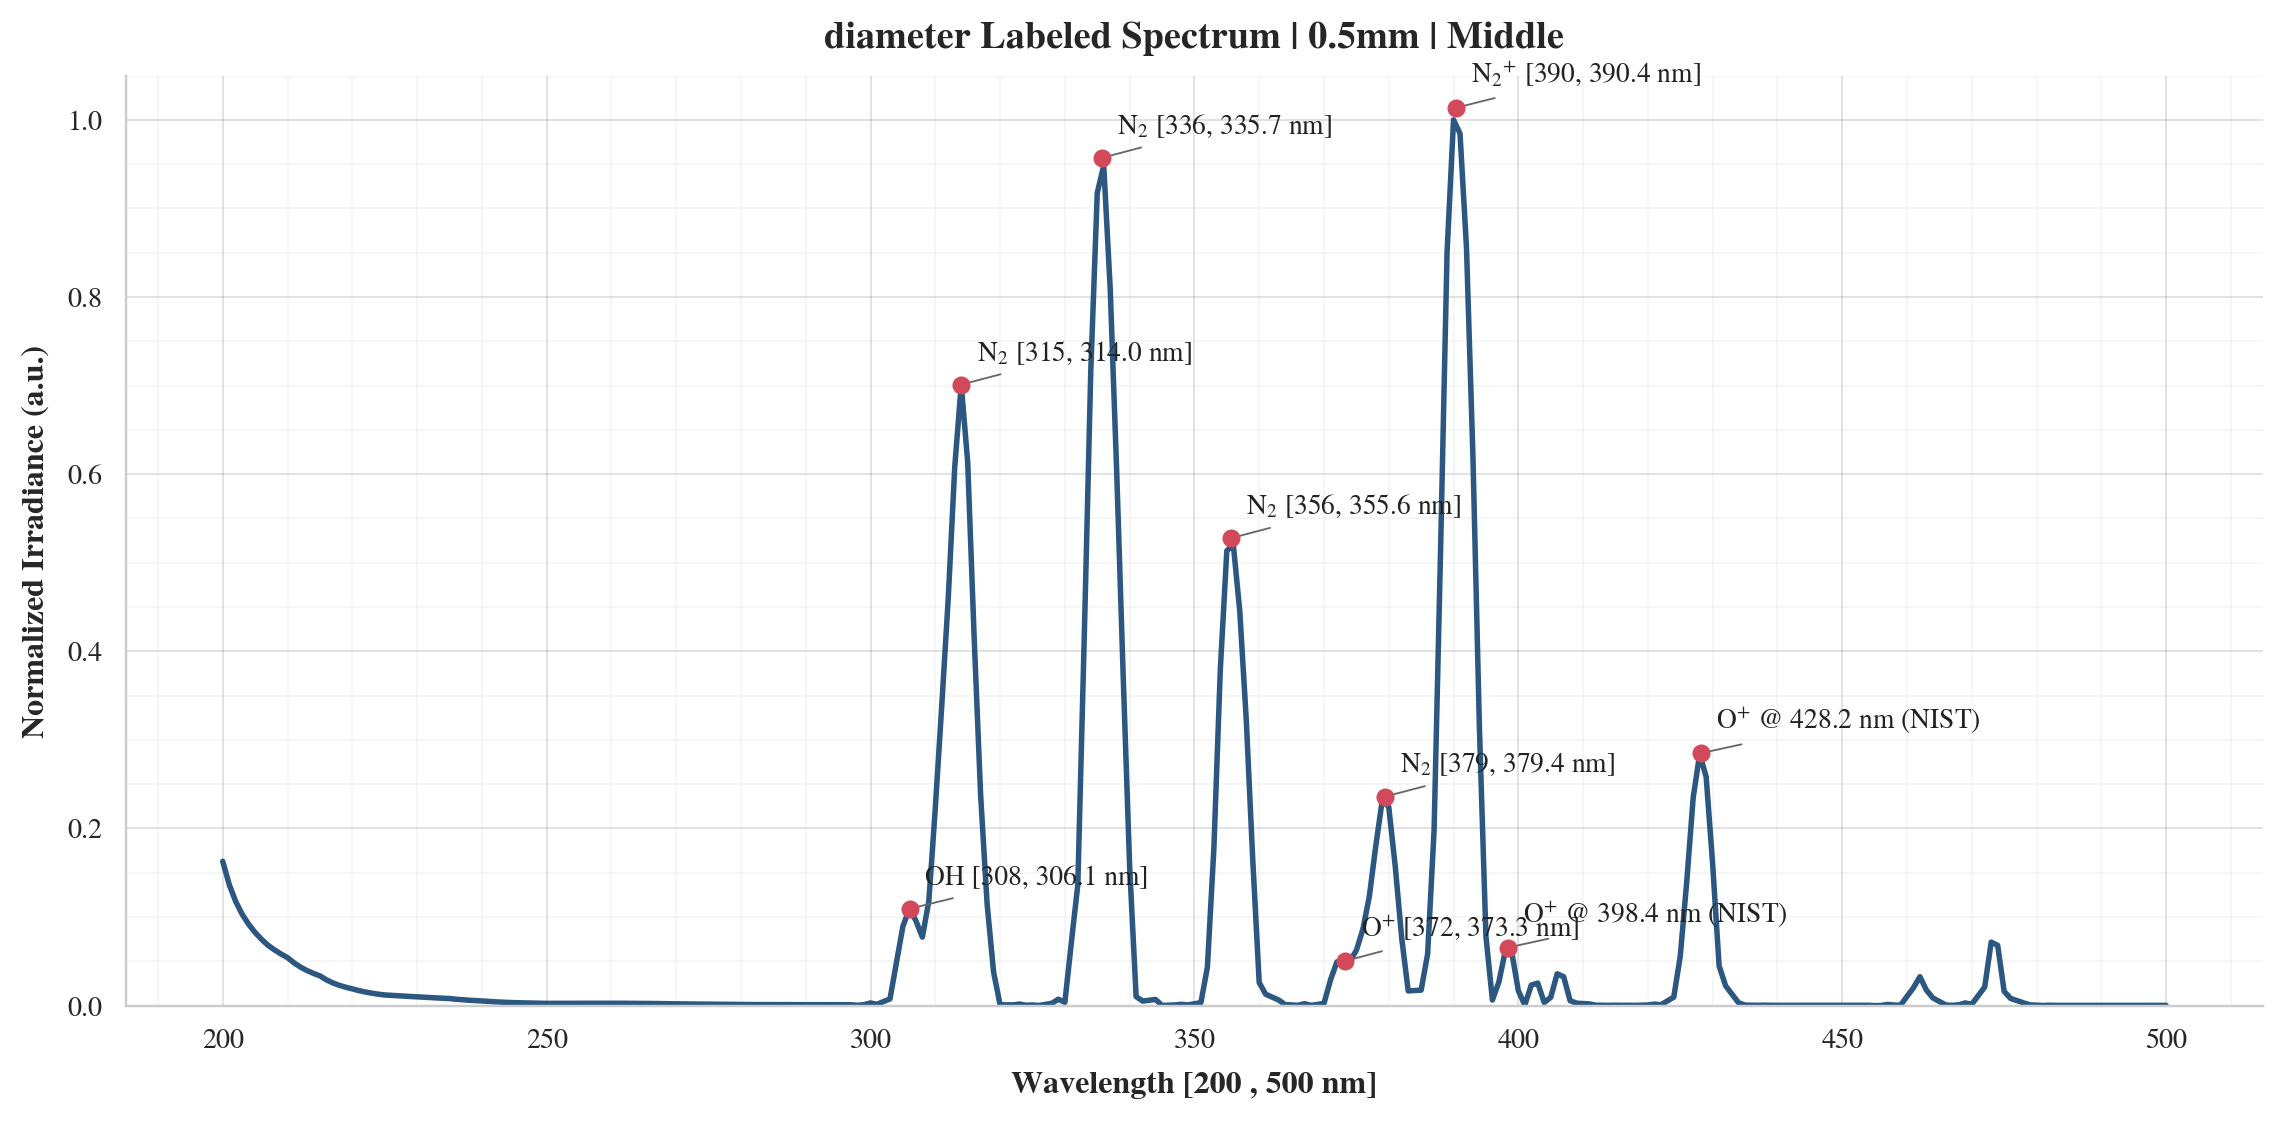 diameter Labeled Spectrum | 0.5mm | Middle
N₂⁺ [390, 390.4 nm]
N₂ [336, 335.7 nm]
N₂ [315, 314.0 nm]
N₂ [356, 355.6 nm]
O⁺ @ 428.2 nm (NIST)
N₂ [379, 379.4 nm]
OH [308, 306.1 nm]
O⁺ @ 398.4 nm (NIST)
O⁺ [372, 373.3 nm]
Normalized Irradiance (a.u.)
1.0
0.8
0.6
0.4
0.2
0.0
200 250 300 350 400 450 500
Wavelength [200 , 500 nm]